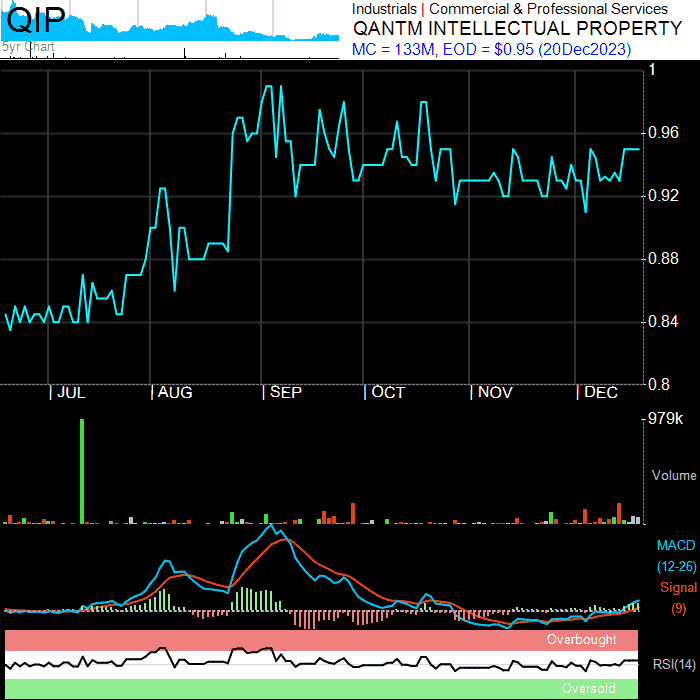 QIP
5yr Chart
Industrials | Commercial & Professional Services
QANTM INTELLECTUAL PROPERTY
MC = 133M, EOD = $0.95 (20Dec2023)
1
0.96
0.92
0.88
0.84
0.8
| JUL | AUG | SEP | OCT | NOV | DEC
979k
Volume
MACD
(12-26)
Signal
(9)
Overbought
RSI(14)
Oversold